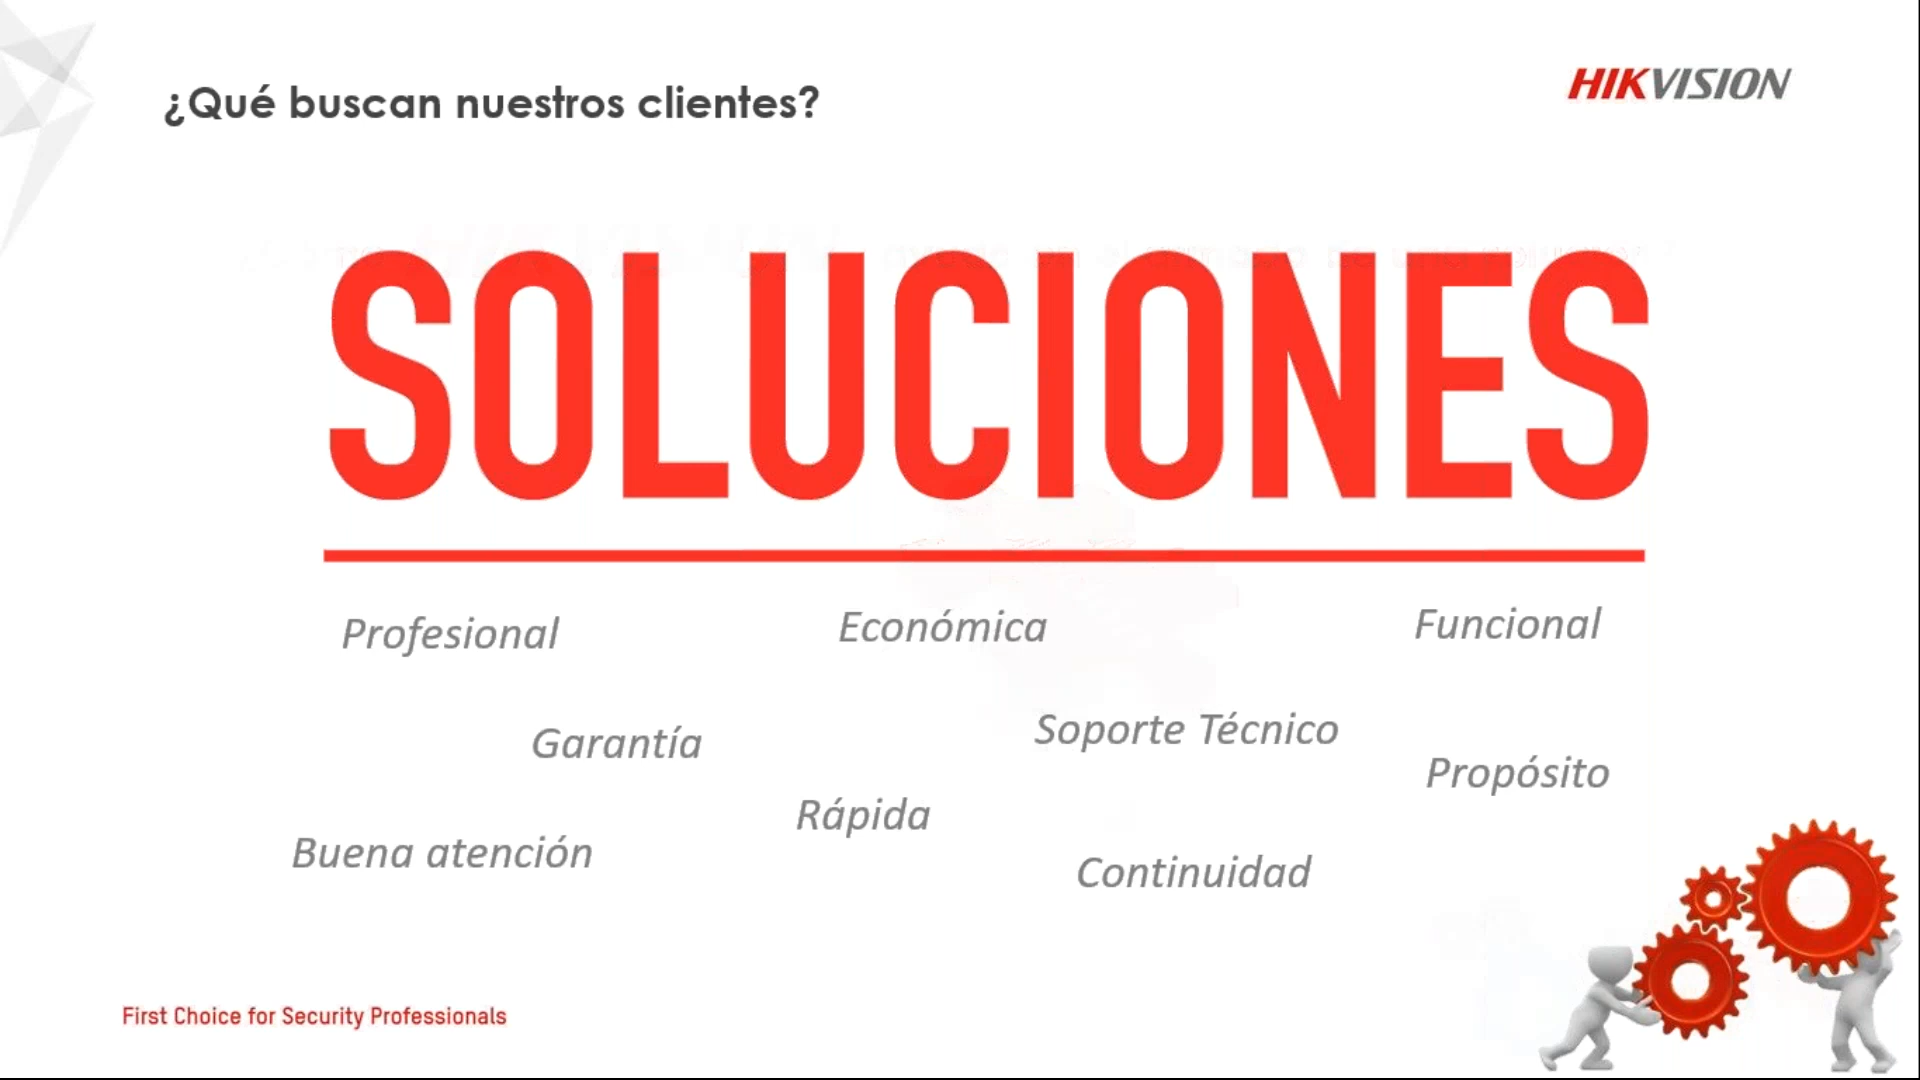 ¿Qué buscan nuestros clientes?
HIKVISION
SOLUCIONES
Profesional
Económica
Funcional
Garantía
Soporte Técnico
Propósito
Rápida
Buena atención
Continuidad
First Choice for Security Professionals